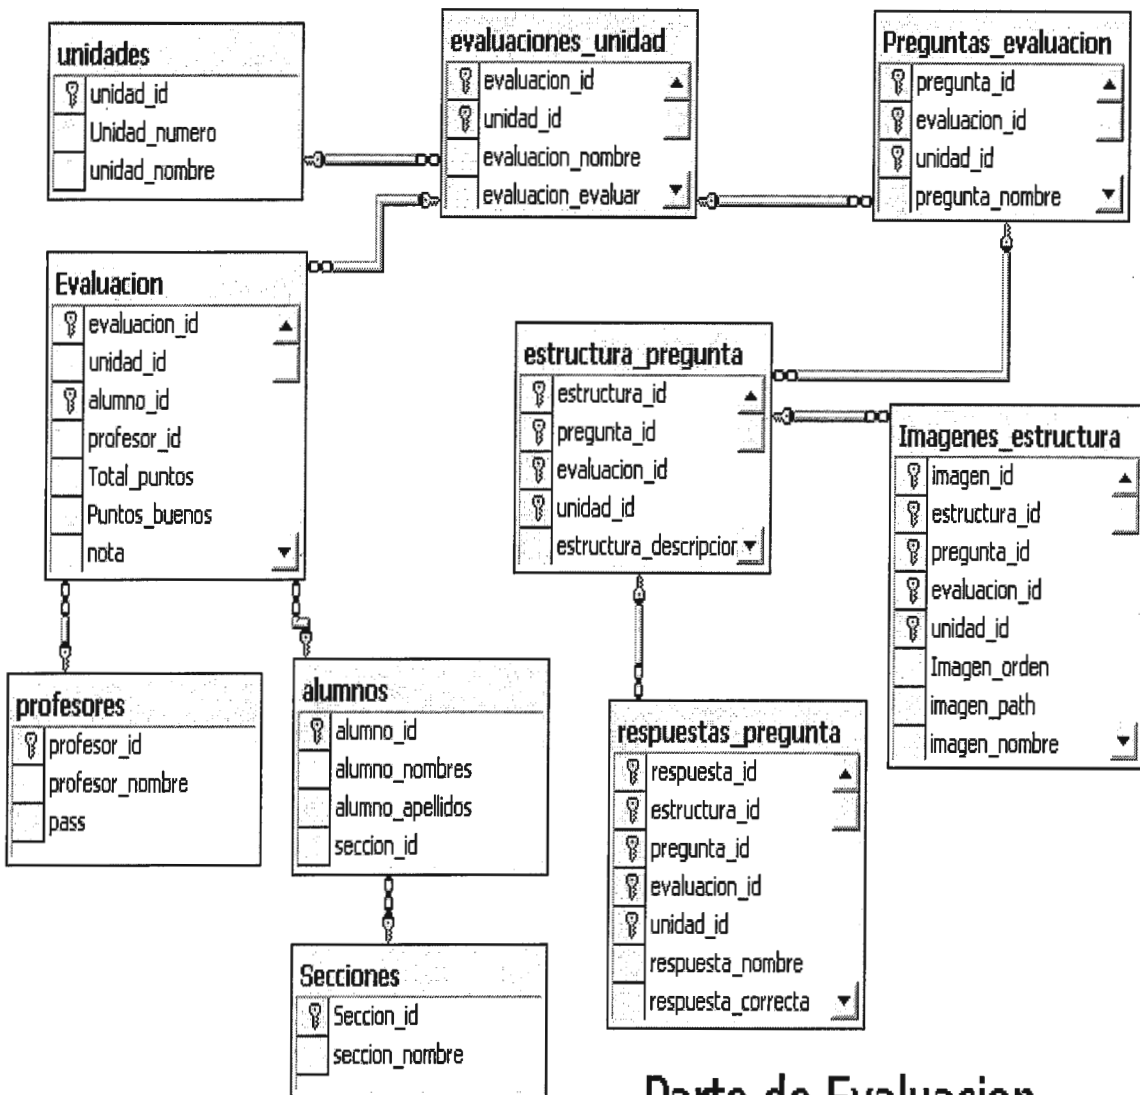 unidades
unidad_id
Unidad_numero
unidad_nombre
evaluaciones_unidad
evaluacion_id
unidad_id
evaluacion_nombre
evaluacion_evaluar
Preguntas_evaluacion
pregunta_id
evaluacion_id
unidad_id
pregunta_nombre
Evaluacion
evaluacion_id
unidad_id
alumno_id
profesor_id
Total_puntos
Puntos_buenos
nota
estructura_pregunta
estructura_id
pregunta_id
evaluacion_id
unidad_id
estructura_descripcion
Imagenes_estructura
imagen_id
estructura_id
pregunta_id
evaluacion_id
unidad_id
Imagen_orden
imagen_path
imagen_nombre
profesores
profesor_id
profesor_nombre
pass
alumnos
alumno_id
alumno_nombres
alumno_apellidos
seccion_id
respuestas_pregunta
respuesta_id
estructura_id
pregunta_id
evaluacion_id
unidad_id
respuesta_nombre
respuesta_correcta
Secciones
Seccion_id
seccion_nombre
Parte de Evaluacion